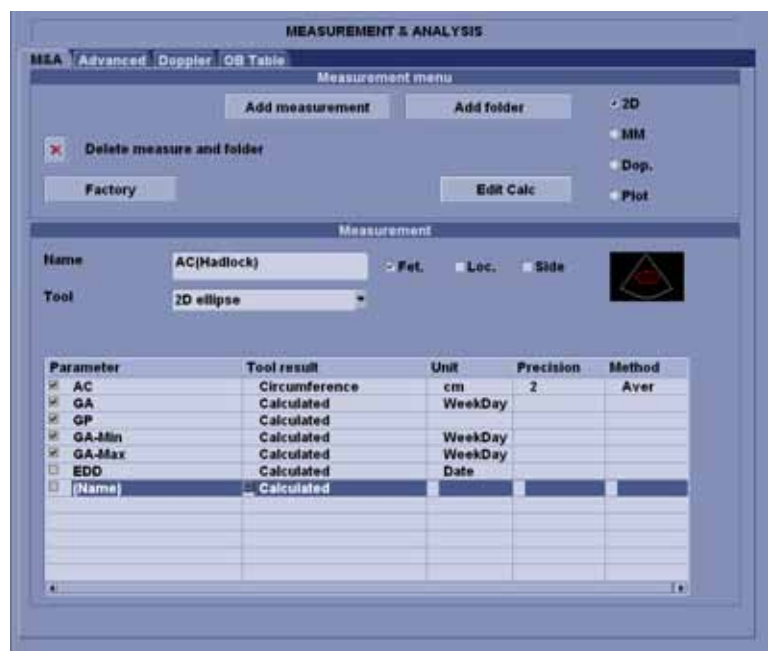 MEASUREMENT & ANALYSIS
M&A Advanced Doppler OB Table
Measurement menu
Add measurement Add folder 2D
MM
Delete measure and folder
Dop.
Factory Edit Calc
Plot
Measurement
Name AC(Hadlock) Fet. Loc. Side
Tool 2D ellipse
Parameter Tool result Unit Precision Method
AC Circumference cm 2 Aver
GA Calculated WeekDay
GP Calculated
GA-Min Calculated WeekDay
GA-Max Calculated WeekDay
EDD Calculated Date
(Name) Calculated